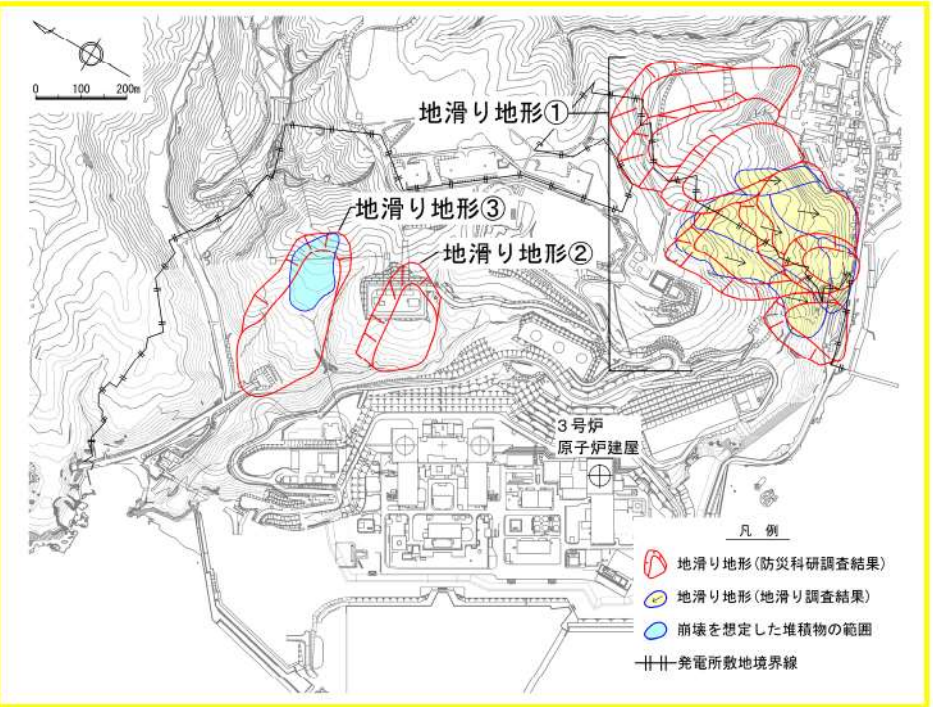 0 100 200m
地滑り地形①
地滑り地形③
地滑り地形②
3号炉
原子炉建屋
凡 例
地滑り地形(防災科研調査結果)
地滑り地形(地滑り調査結果)
崩壊を想定した堆積物の範囲
発電所敷地境界線